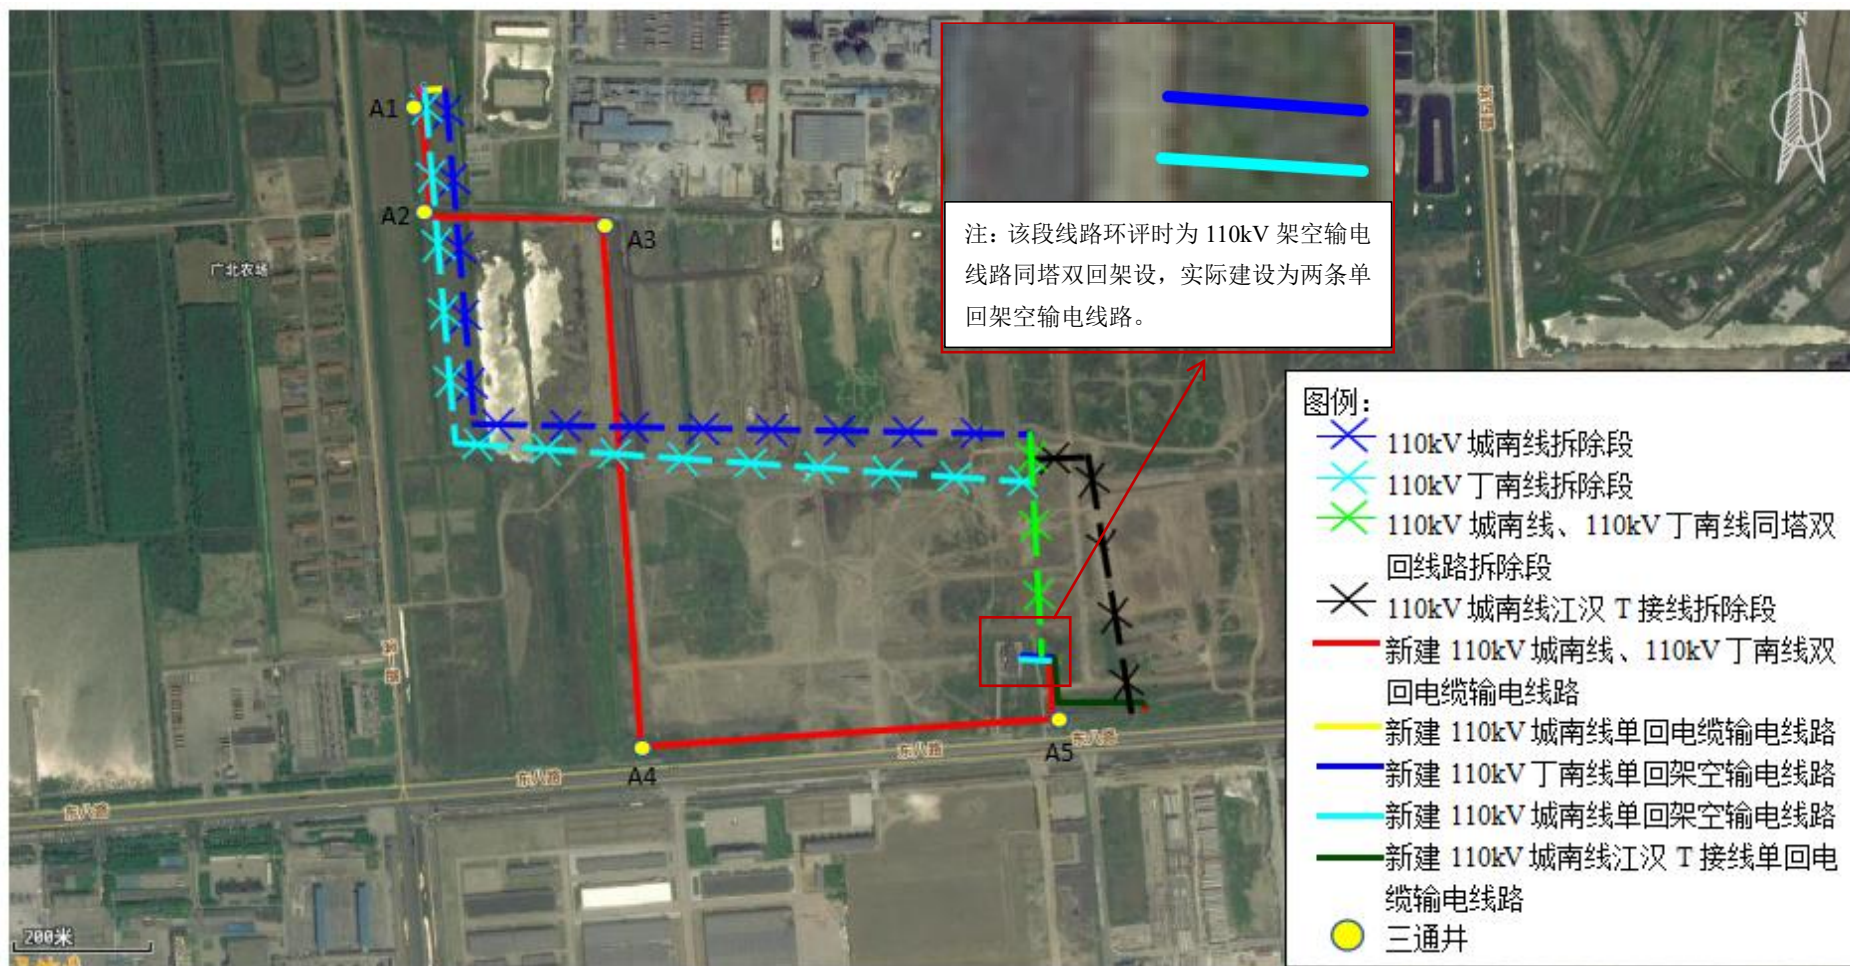 N
A1
A2
A3
广北农场
注：该段线路环评时为 110kV 架空输电
线路同塔双回架设，实际建设为两条单
回架空输电线路。
图例：
110kV 城南线拆除段
110kV 丁南线拆除段
110kV 城南线、110kV 丁南线同塔双
回线路拆除段
110kV 城南线江汉 T 接线拆除段
新建 110kV 城南线、110kV 丁南线双
回电缆输电线路
新建 110kV 城南线单回电缆输电线路
新建 110kV 丁南线单回架空输电线路
新建 110kV 城南线单回架空输电线路
新建 110kV 城南线江汉 T 接线单回电
缆输电线路
三通井
A4
A5
东八路
东八路
东八路
东八路
200米